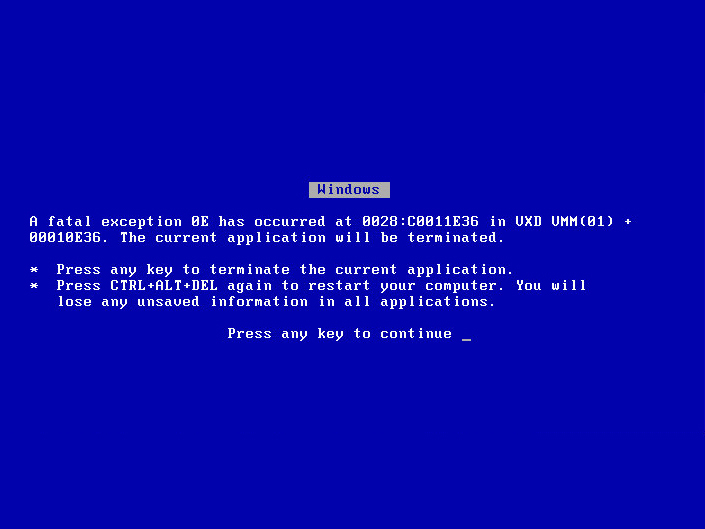 Windows
A fatal exception 0E has occurred at 0028:C0011E36 in VXD VMM(01) +
00010E36. The current application will be terminated.
* Press any key to terminate the current application.
* Press CTRL+ALT+DEL again to restart your computer. You will
lose any unsaved information in all applications.
Press any key to continue _